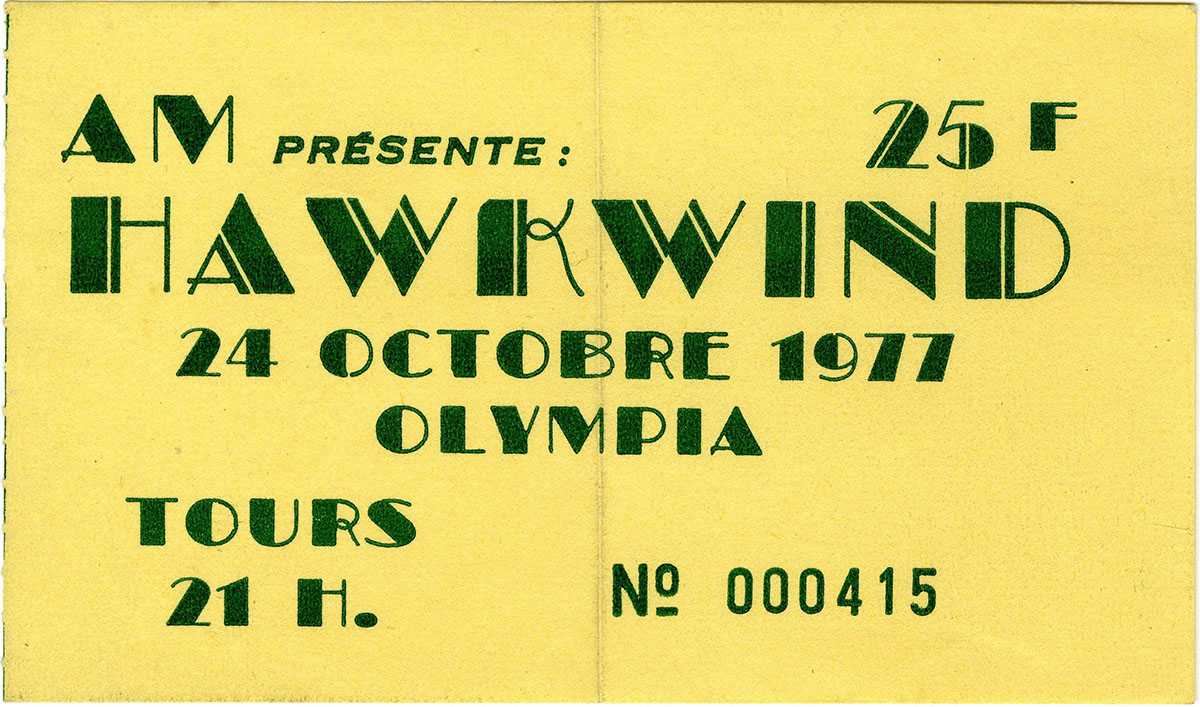 AM PRÉSENTE : 25 F
HAWKWIND
24 OCTOBRE 1977
OLYMPIA
TOURS
21 H.
Nº 000415